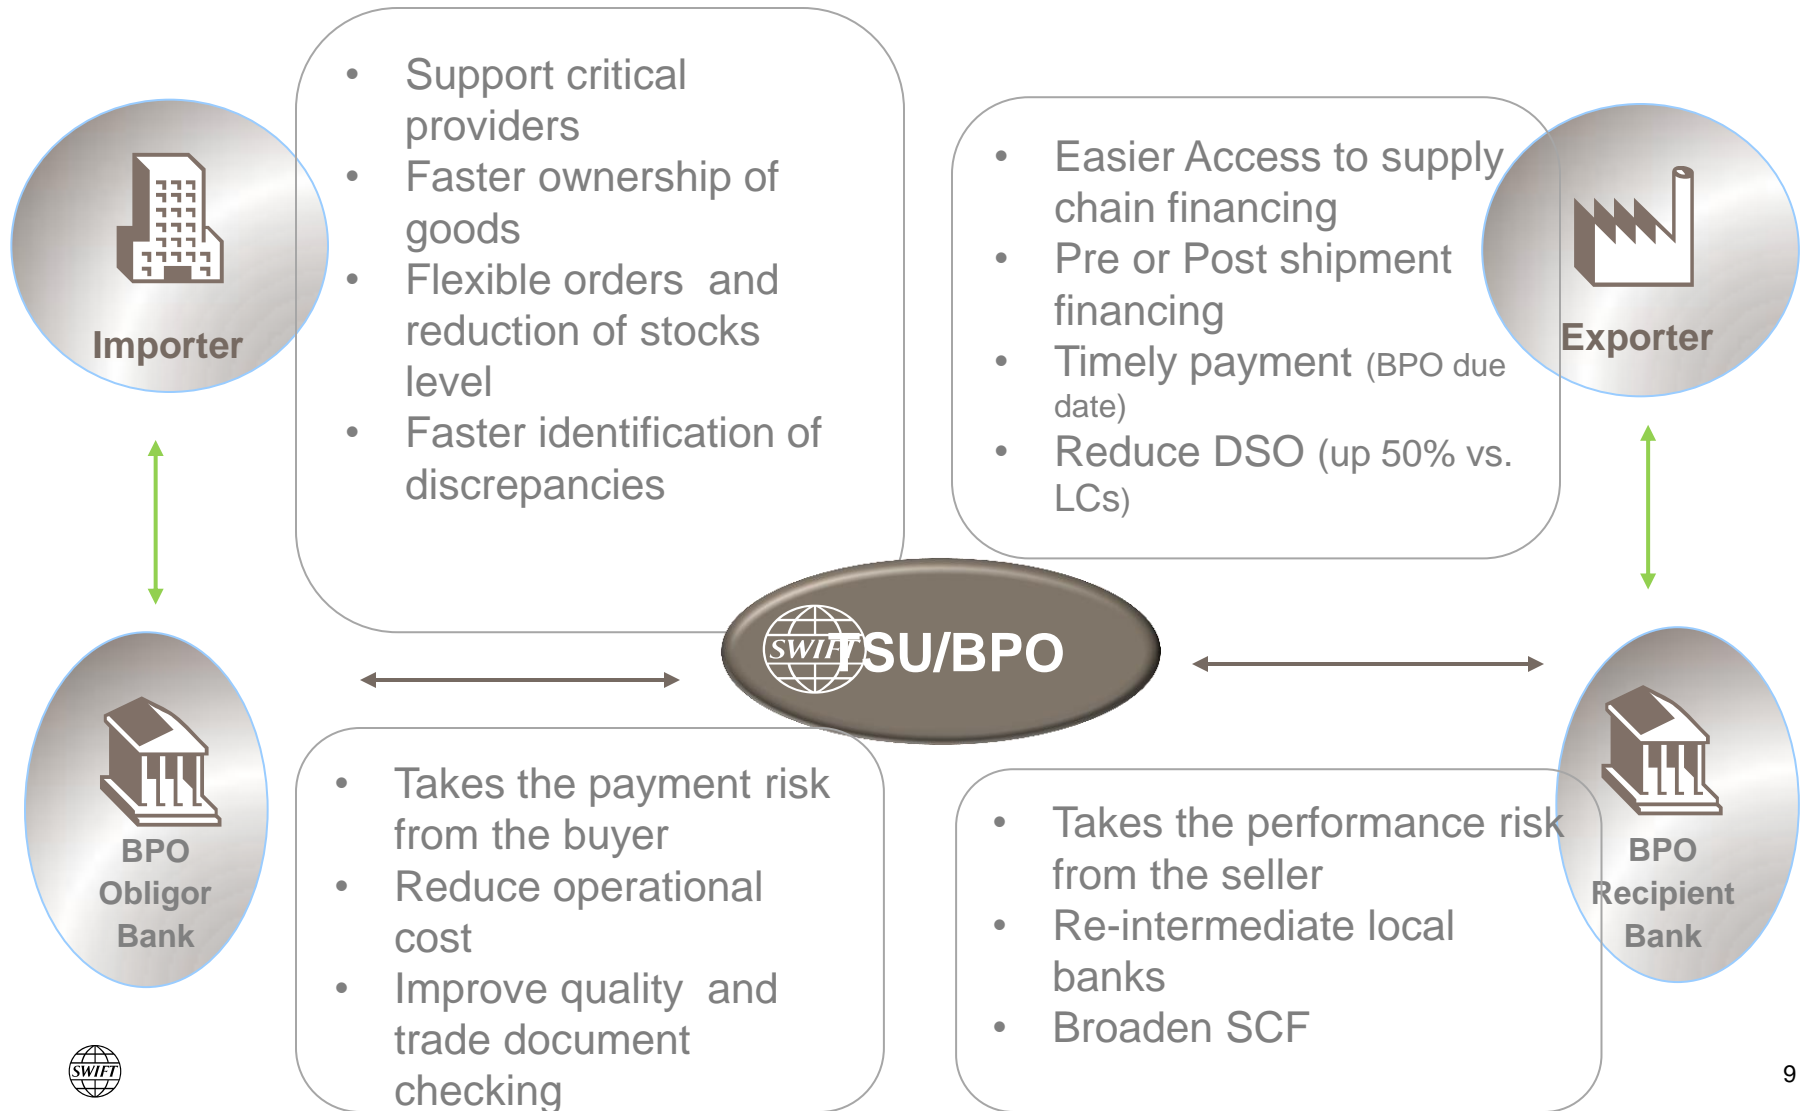 • Support critical
providers
• Faster ownership of
goods
• Flexible orders  and
reduction of stocks
level
• Faster identification of
discrepancies
Importer
• Easier Access to supply
chain financing
• Pre or Post shipment
financing
• Timely payment (BPO due
date)
• Reduce DSO (up 50% vs.
LCs)
Exporter
SWIFT
TSU/BPO
BPO
Obligor
Bank
• Takes the payment risk
from the buyer
• Reduce operational
cost
• Improve quality  and
trade document
checking
• Takes the performance risk
from the seller
• Re-intermediate local
banks
• Broaden SCF
BPO
Recipient
Bank
SWIFT
9